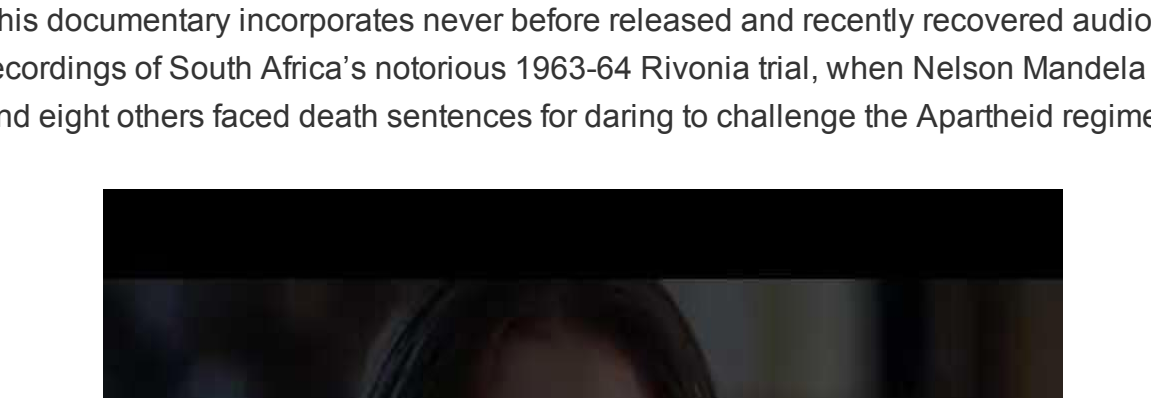 his documentary incorporates never before released and recently recovered audio
ecordings of South Africa’s notorious 1963-64 Rivonia trial, when Nelson Mandela
nd eight others faced death sentences for daring to challenge the Apartheid regime